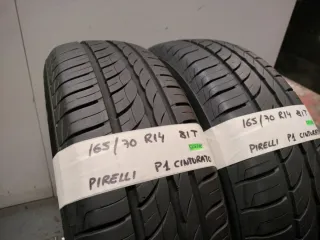 165/70 R14 81T
PIRELLI P1 CINTURATO
165/70 R14 81T
PIRELLI P1 CINTURATO